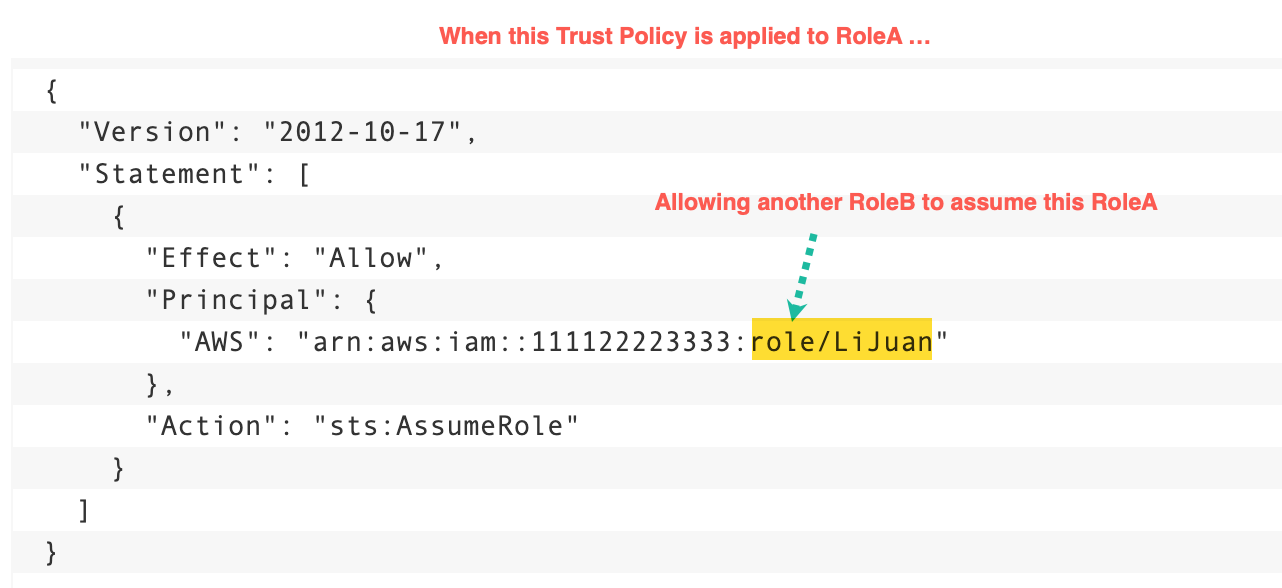 When this Trust Policy is applied to RoleA ...
{
"Version": "2012-10-17",
"Statement": [
Allowing another RoleB to assume this RoleA
{
"Effect": "Allow",
"Principal": {
"AWS": "arn:aws:iam::111122223333:role/LiJuan"
},
"Action": "sts:AssumeRole"
}
]
}